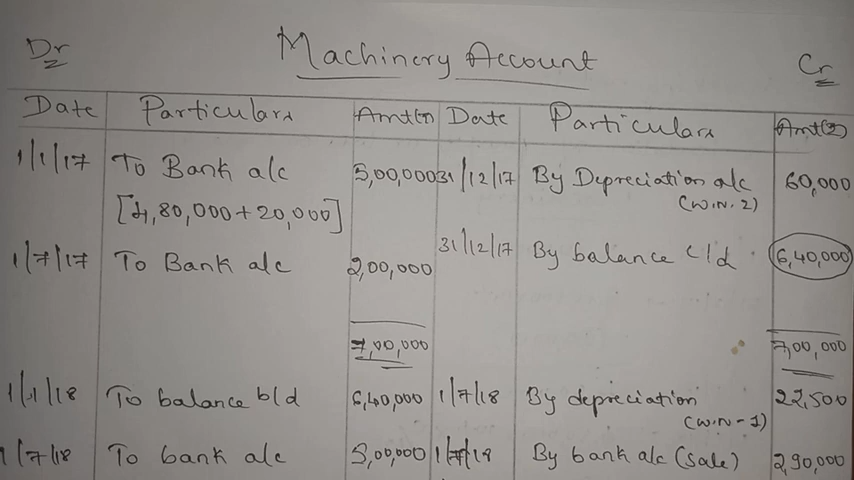 Dr Machinery Account Cr
Date Particulars Amt(₹) Date Particulars Amt(₹)
1/1/17 To Bank a/c 5,00,000 31/12/17 By Depreciation a/c 60,000
(W.N.2)
[4,80,000+20,000]
1/7/17 To Bank a/c 2,00,000 31/12/17 By balance c/d 6,40,000
7,00,000 7,00,000
1/1/18 To balance b/d 6,40,000 1/7/18 By depreciation 22,500
(W.N-1)
1/7/18 To bank a/c 3,00,000 1/7/18 By bank a/c (Sale) 2,90,000